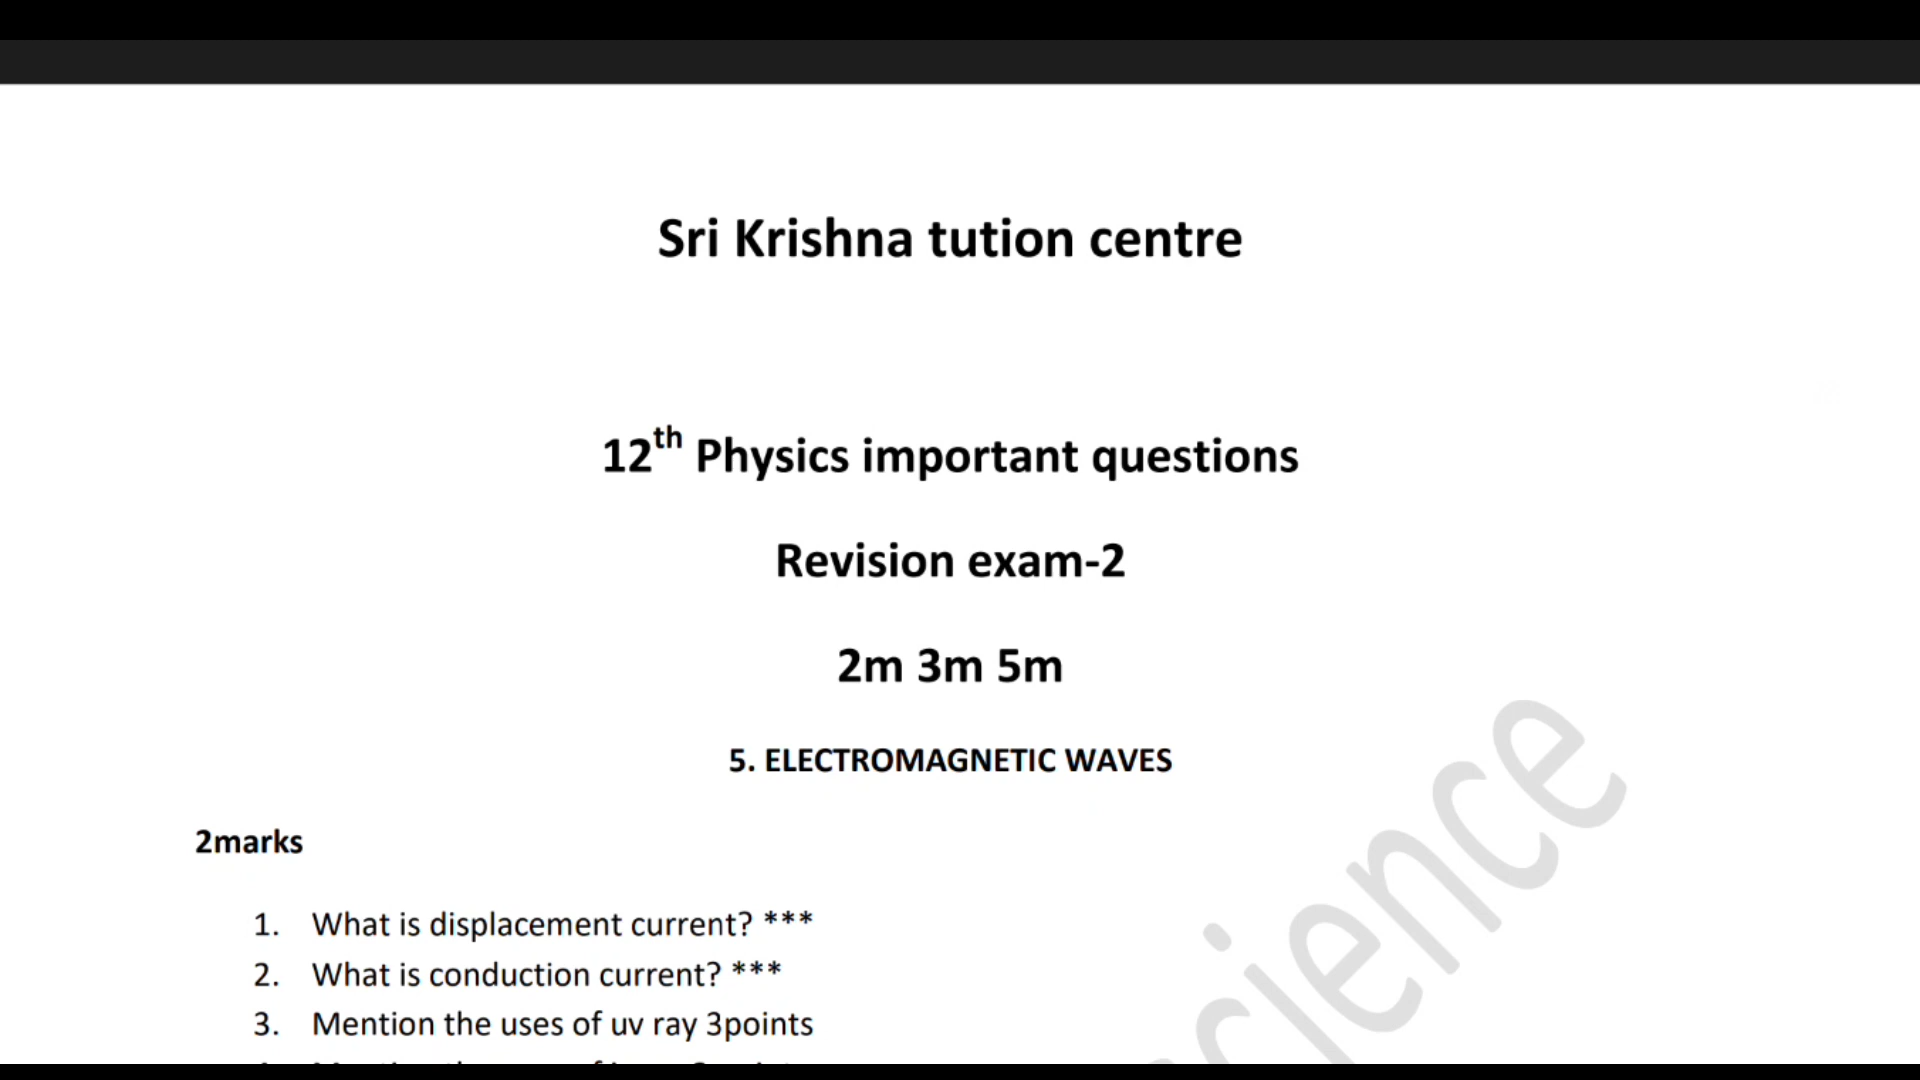 Sri Krishna tution centre
12th Physics important questions
Revision exam-2
2m 3m 5m
5. ELECTROMAGNETIC WAVES
2marks
1. What is displacement current? ***
2. What is conduction current? ***
3. Mention the uses of uv ray 3points
cience